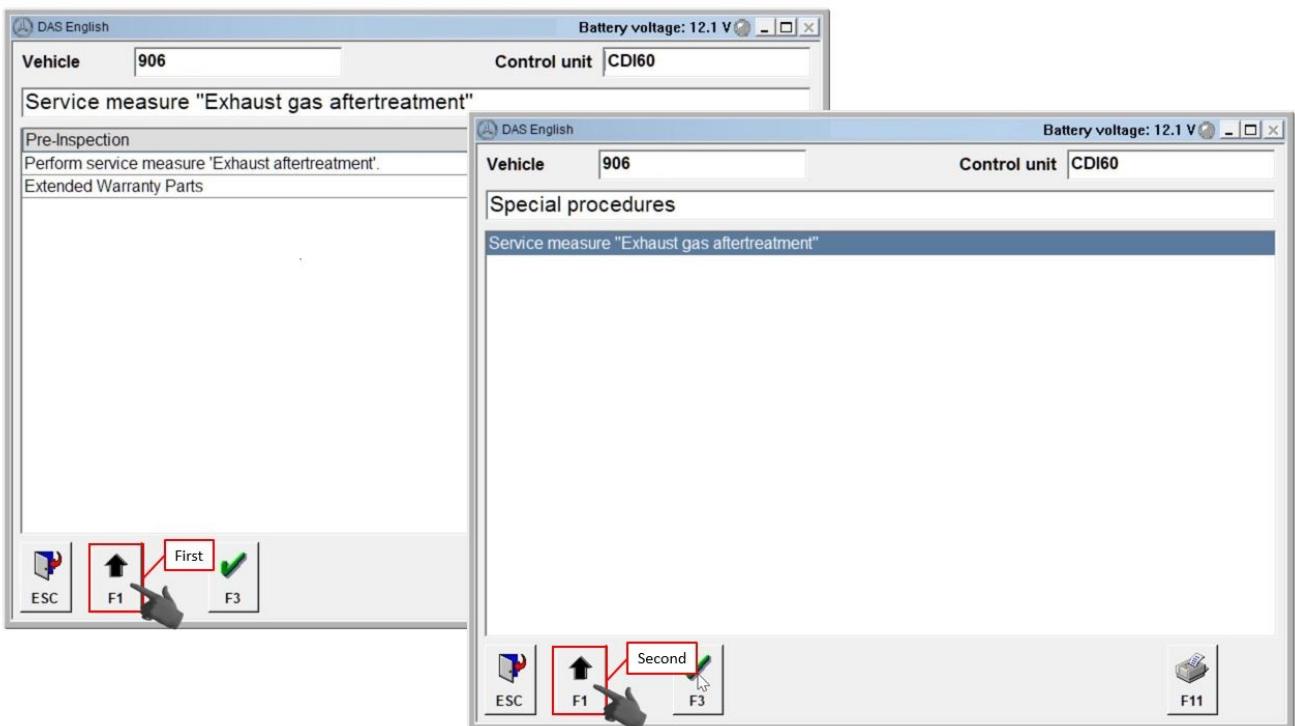 DAS English
Battery voltage: 12.1 V
Vehicle 906 Control unit CDI60
Service measure "Exhaust gas aftertreatment"
Pre-Inspection
Perform service measure 'Exhaust aftertreatment'.
Extended Warranty Parts
First
ESC F1 F3
DAS English
Battery voltage: 12.1 V
Vehicle 906 Control unit CDI60
Special procedures
Service measure "Exhaust gas aftertreatment"
Second
ESC F1 F3 F11